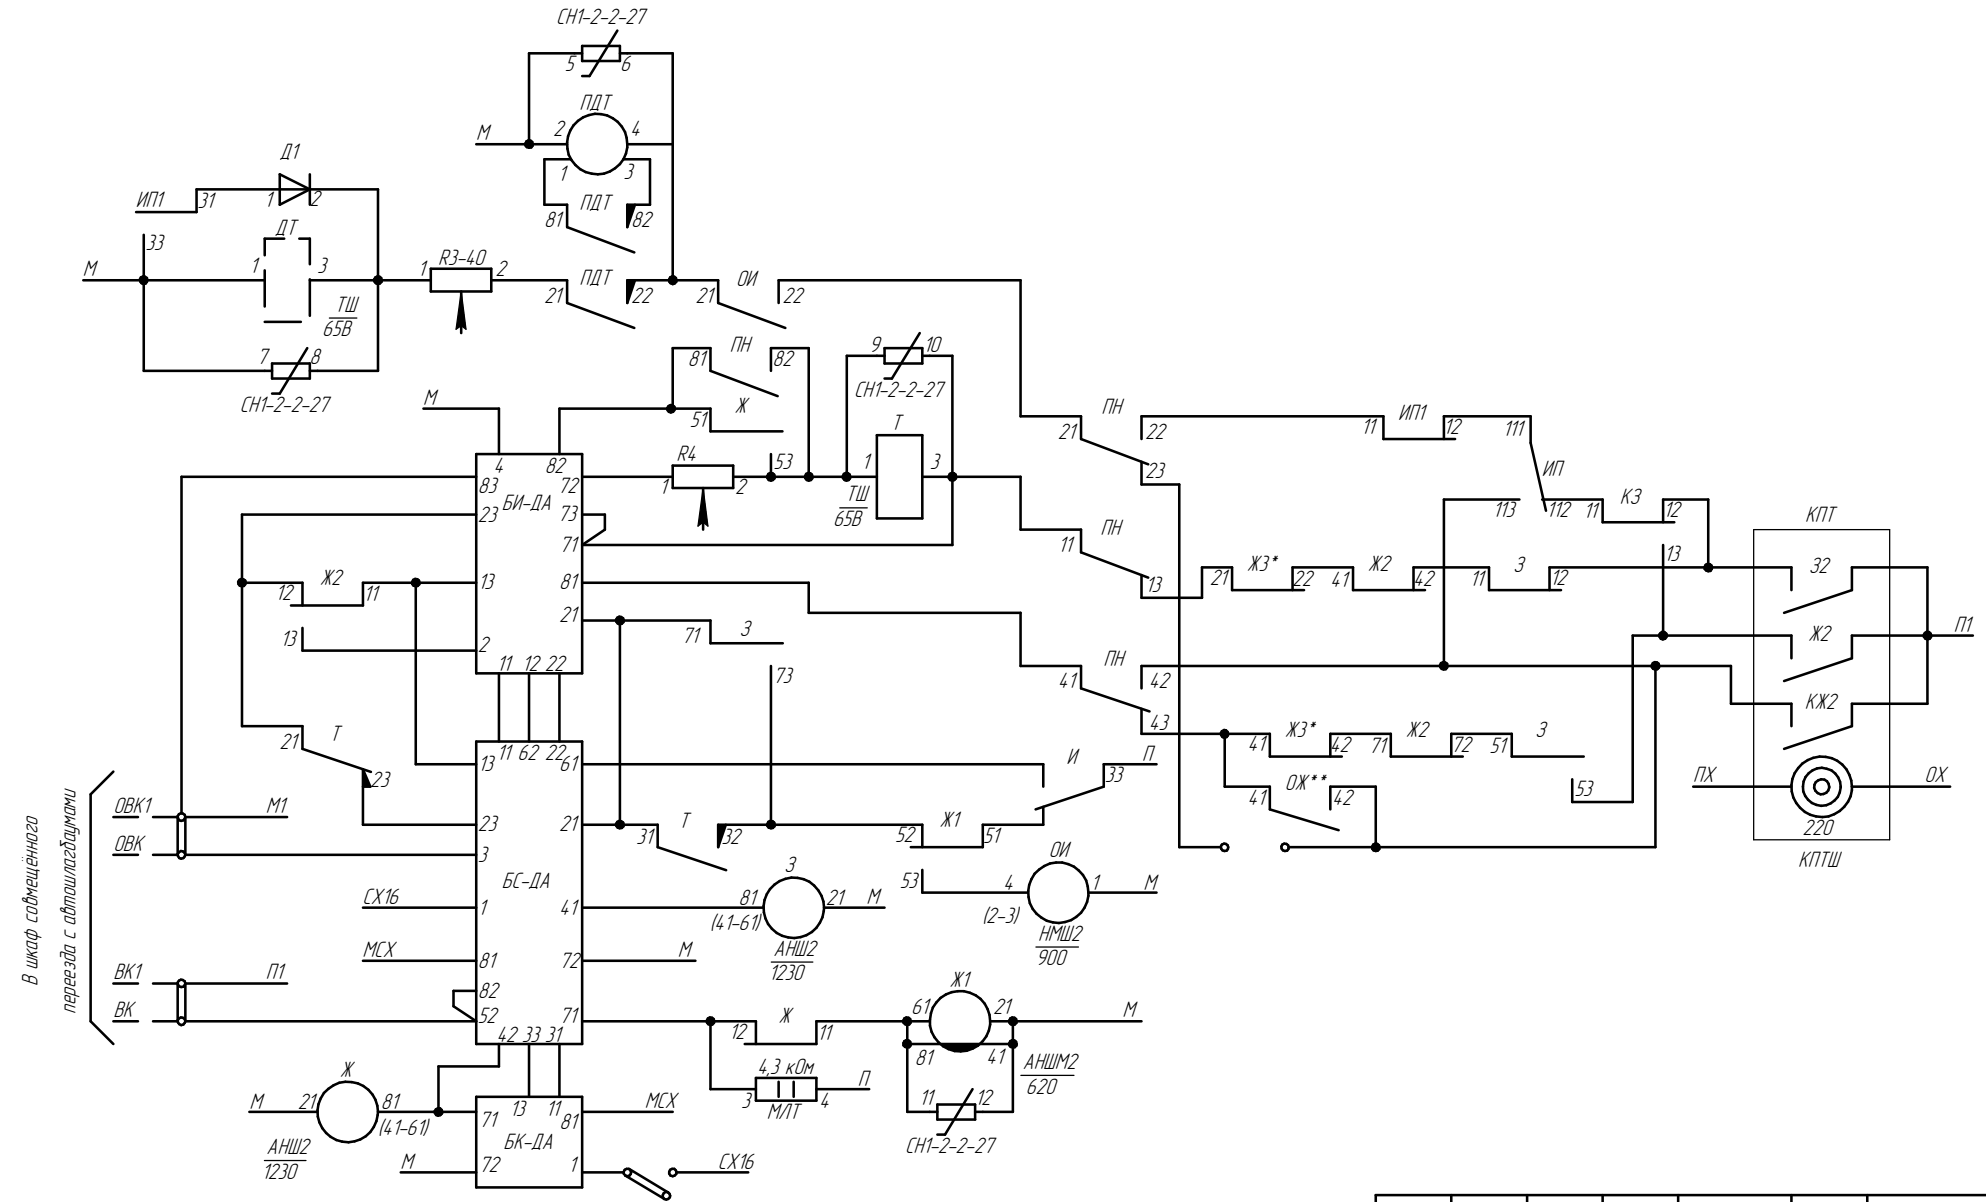 СН1-2-2-27
5 6
ПДТ
М 2 4
1 3
ПДТ
81 82
Д1
ИП1 31 1 2
33
ДТ
М 1 3
ТШ
65В
7 8
СН1-2-2-27
R3-40
1 2
ПДТ
21 22
ОИ
21 22
ПН
81 82
Ж
51
53
9 10
СН1-2-2-27
Т
1 3
ТШ
65В
R4
1 2
М
4 82
83 72
23 БИ-ДА 73
71
13 81
21
2
11 12 22
Ж2
12 11
13
Т
21 23
З
71
73
ПН
21 22
23
ИП1
11 12
111
ИП
113 112
КЗ
11 12
13
ПН
11
13
Ж3*
21 22
Ж2
41 42
З
11 12
ПН
41 42
43
Ж3*
41 42
Ж2
71 72
З
51
53
ОЖ**
41 42
КПТ
З2
Ж2
П1
КЖ2
ПХ ОХ
220
КПТШ
В шкаф совмещённого
переезда с автошлагбаумами
ОВК1 М1
ОВК
ВК1 П1
ВК
11 62 22
13 61
23 21
3
БС-ДА
1 41
81 72
82
52 71
42 33 31
СХ16
МСХ
И
33 П
Т
31 32
Ж1
52 51
53
ОИ
4 1 М
(2-3)
НМШ2
900
З
81 21 М
(41-61)
АНШ2
1230
М
Ж
12 11
4,3 кОм
3 4 П
МЛТ
Ж1
61 21 М
81 41
АНШМ2
620
11 12
СН1-2-2-27
Ж
М 21 81
(41-61)
АНШ2
1230
13 11
71 81 МСХ
БК-ДА
М 72 1 СХ16